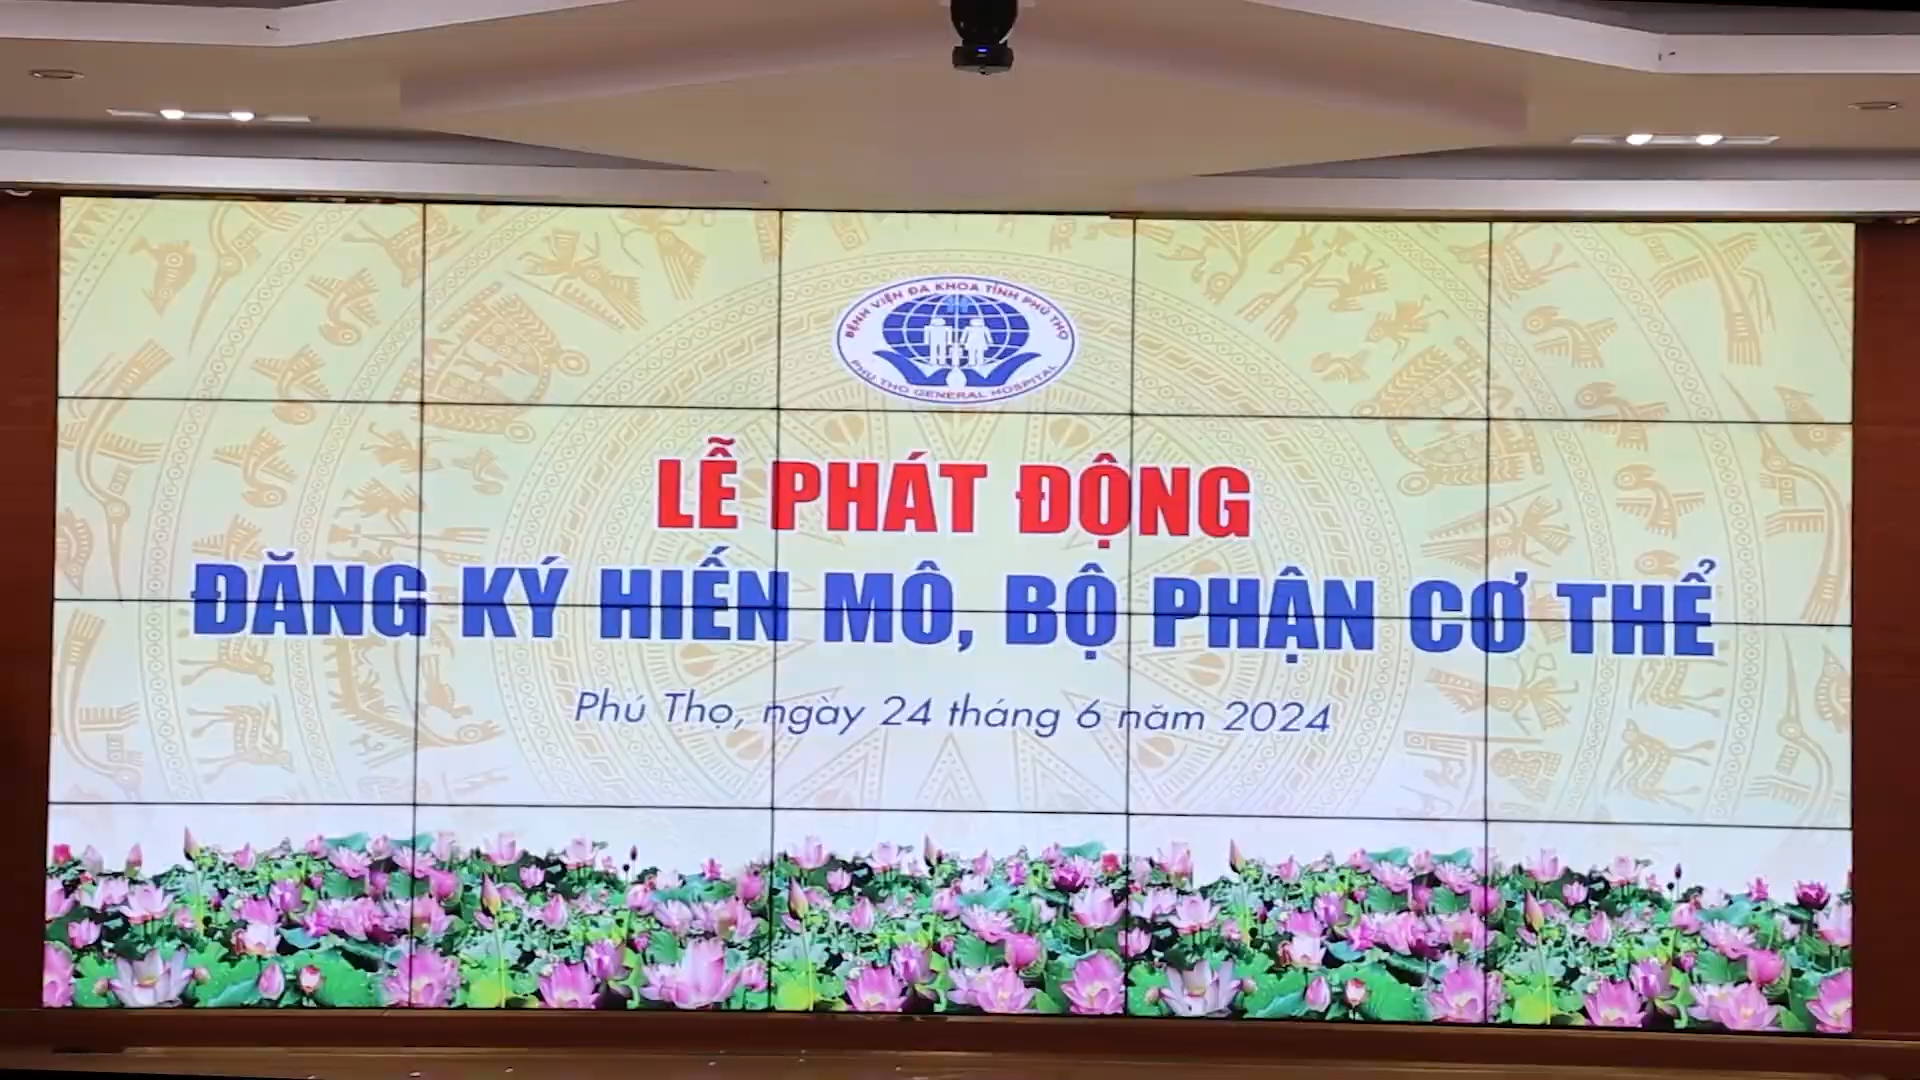 BỆNH VIỆN ĐA KHOA TỈNH PHÚ THỌ
PHU THO GENERAL HOSPITAL
LỄ PHÁT ĐỘNG
ĐĂNG KÝ HIẾN MÔ, BỘ PHẬN CƠ THỂ
Phú Thọ, ngày 24 tháng 6 năm 2024